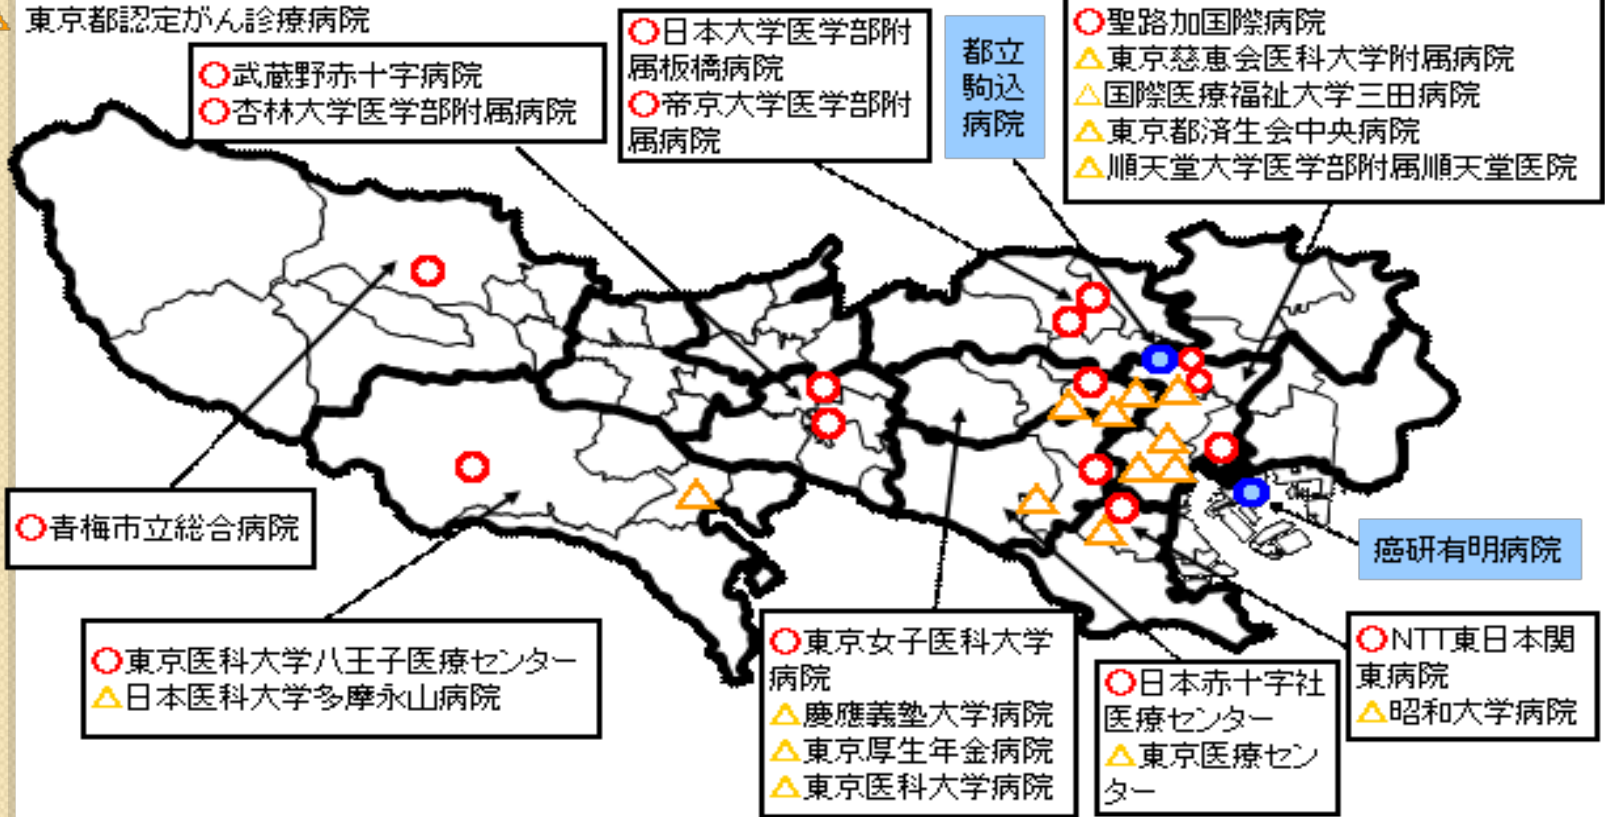 △ 東京都認定がん診療病院
○武蔵野赤十字病院
○杏林大学医学部附属病院
○日本大学医学部附
属板橋病院
○帝京大学医学部附
属病院
都立
駒込
病院
○聖路加国際病院
△東京慈恵会医科大学附属病院
△国際医療福祉大学三田病院
△東京都済生会中央病院
△順天堂大学医学部附属順天堂医院
○青梅市立総合病院
癌研有明病院
○東京医科大学八王子医療センター
△日本医科大学多摩永山病院
○東京女子医科大学
病院
△慶應義塾大学病院
△東京厚生年金病院
△東京医科大学病院
○日本赤十字社
医療センター
△東京医療セン
ター
○NTT東日本関
東病院
△昭和大学病院